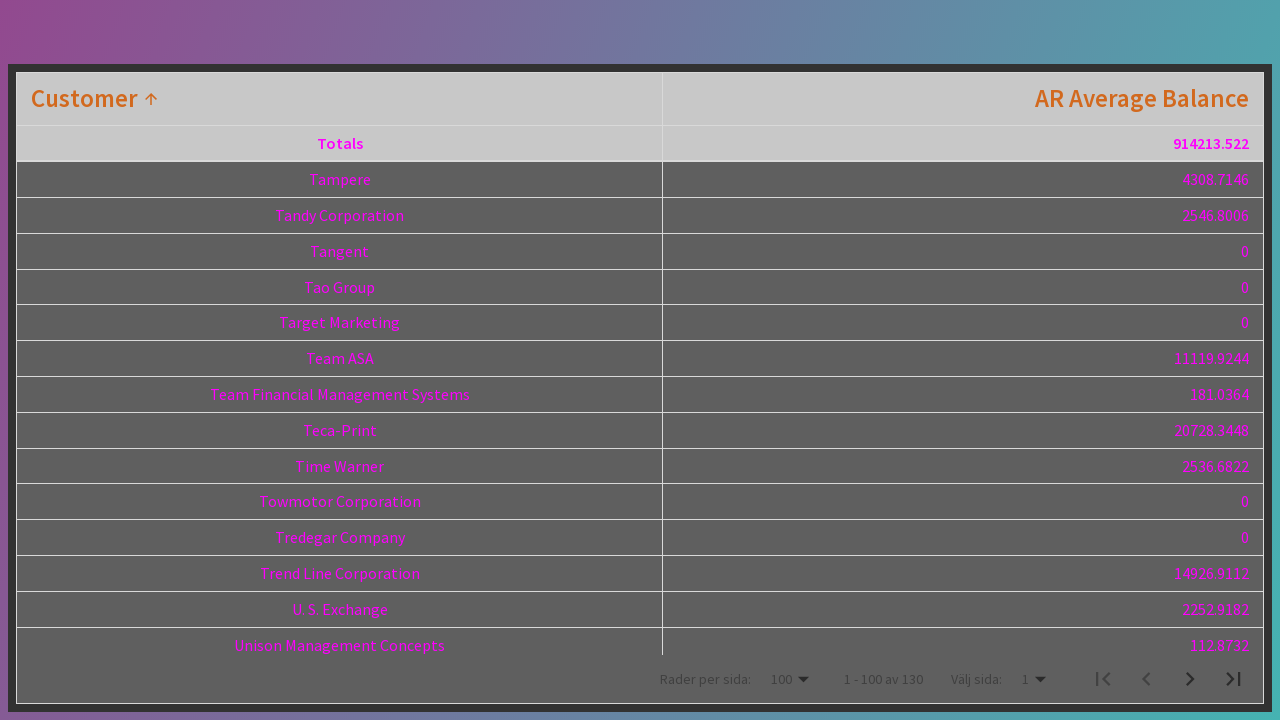 Customer
AR Average Balance
Totals 914213.522
Tampere 4308.7146
Tandy Corporation 2546.8006
Tangent 0
Tao Group 0
Target Marketing 0
Team ASA 11119.9244
Team Financial Management Systems 181.0364
Teca-Print 20728.3448
Time Warner 2536.6822
Towmotor Corporation 0
Tredegar Company 0
Trend Line Corporation 14926.9112
U. S. Exchange 2252.9182
Unison Management Concepts 112.8732
Rader per sida: 100 1 - 100 av 130 Välj sida: 1